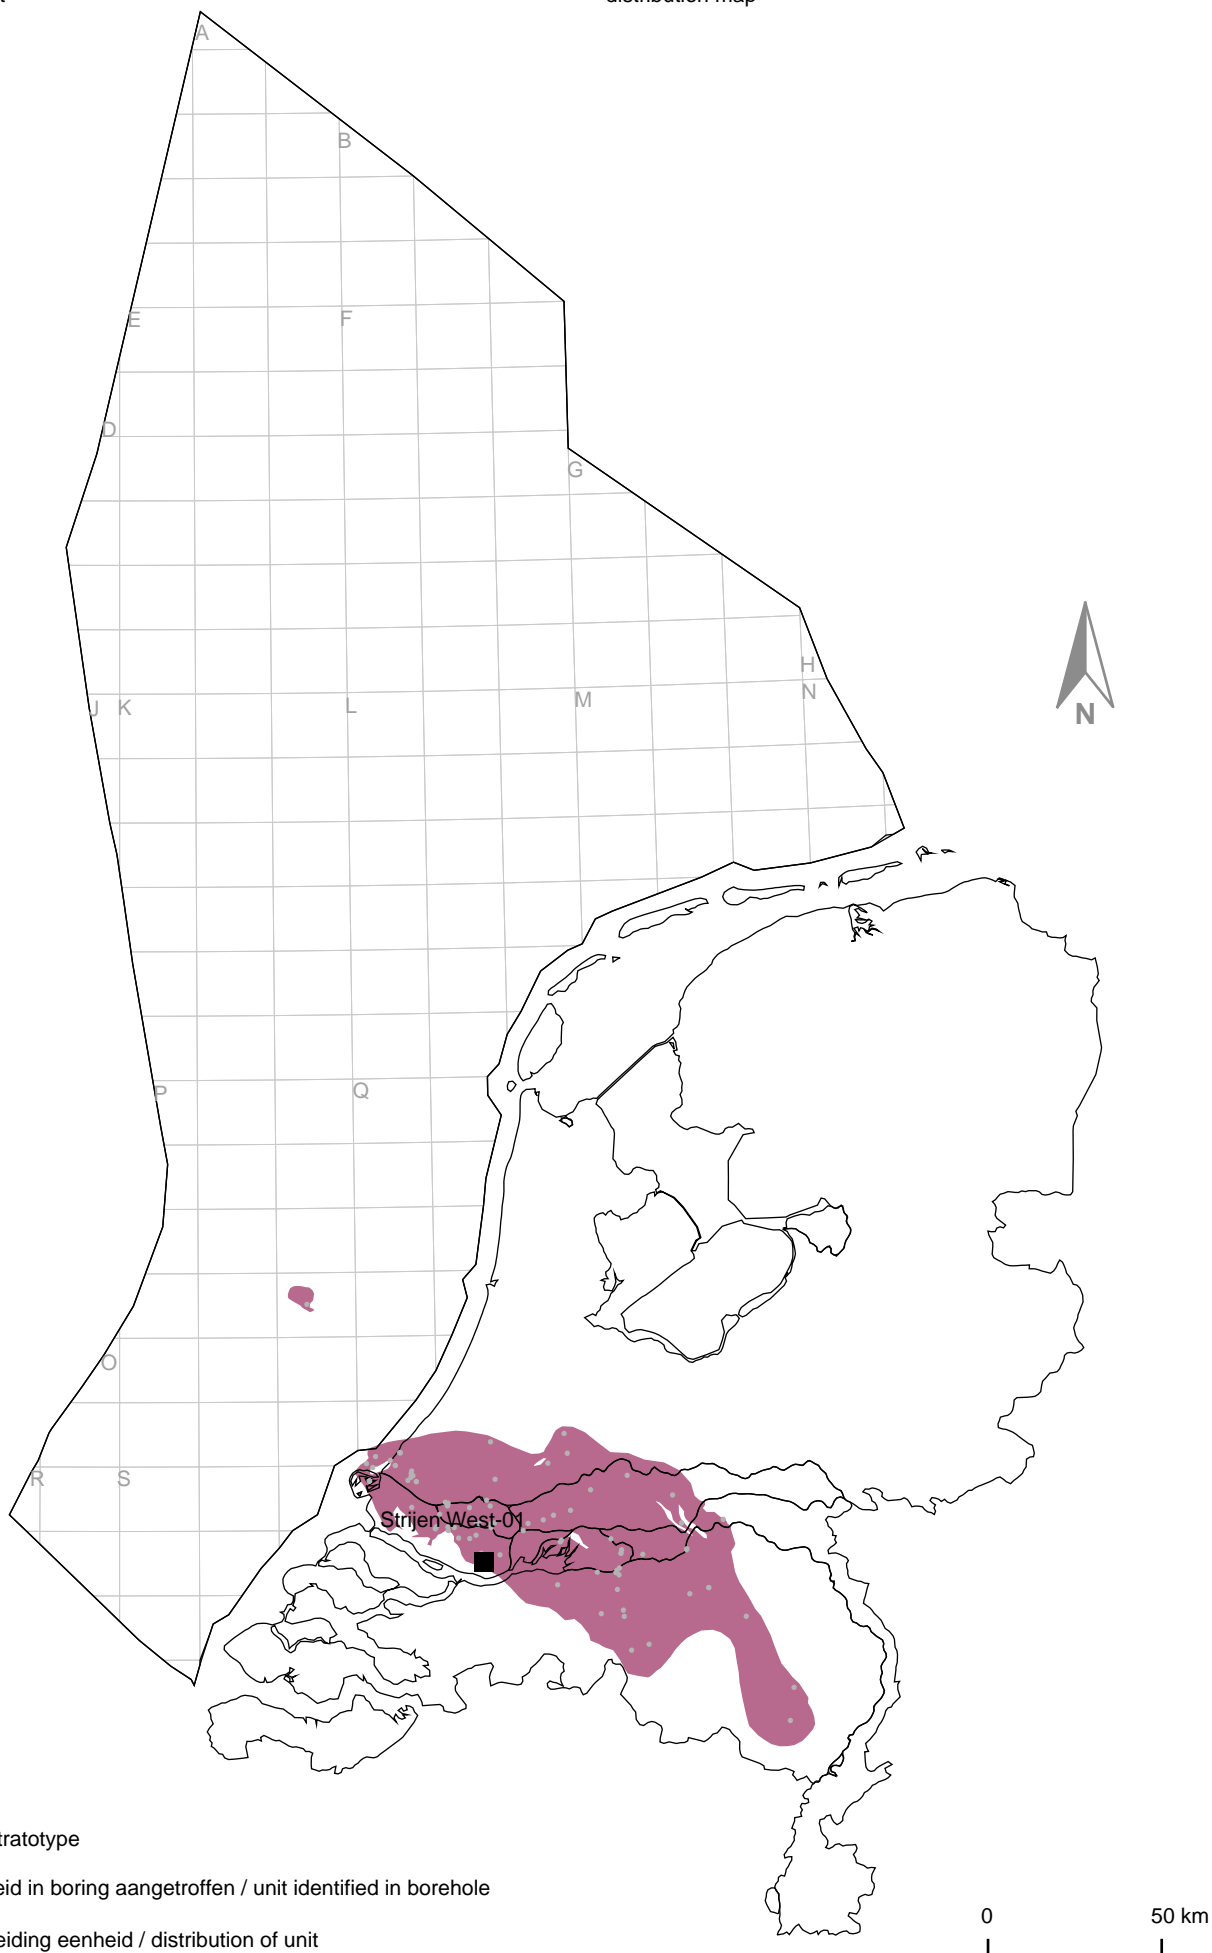 distribution map
A
B
E
F
D
G
H
J K
L
M
N
N
P
Q
O
R
S
Strijen West-01
tratotype
eid in boring aangetroffen / unit identified in borehole
eiding eenheid / distribution of unit
0
50 km